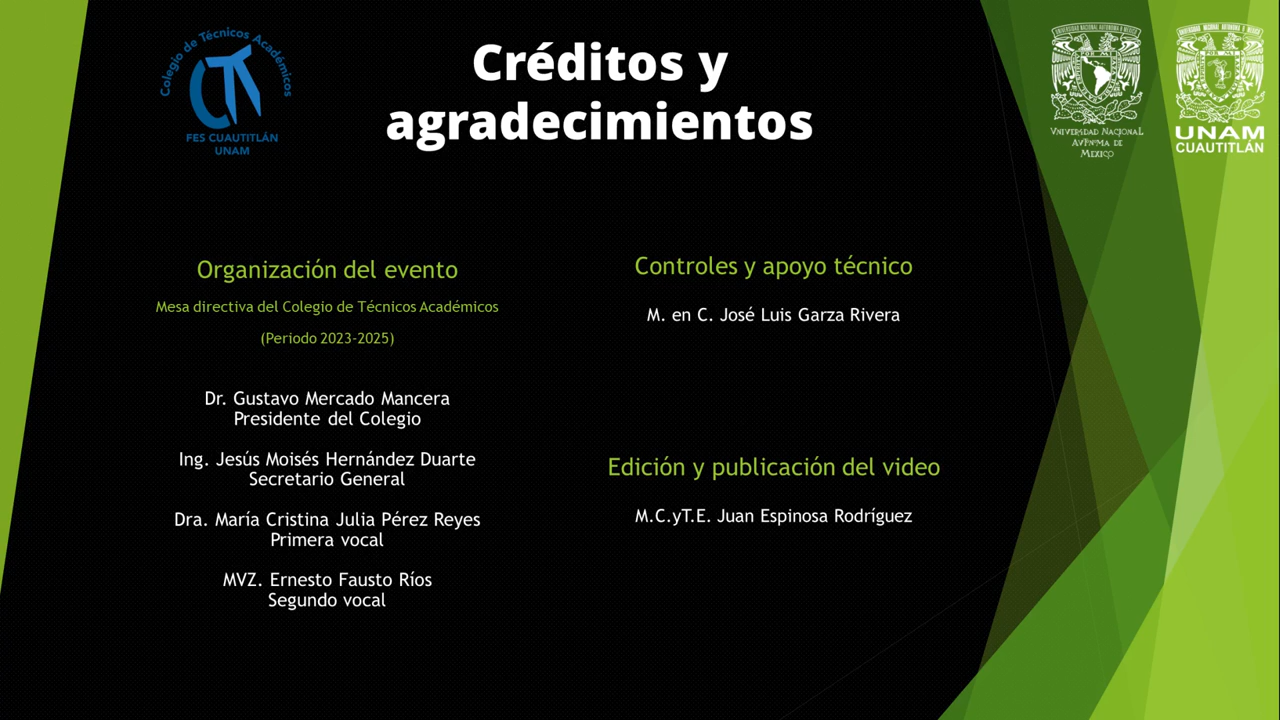 Colegio de Técnicos Académicos
FES CUAUTITLÁN
UNAM
Créditos y
agradecimientos
VNIVERSDAD NACIONAL
AVPNMA DE
MEXICO
UNAM
CUAUTITLÁN
Organización del evento
Mesa directiva del Colegio de Técnicos Académicos
(Periodo 2023-2025)
Dr. Gustavo Mercado Mancera
Presidente del Colegio
Ing. Jesús Moisés Hernández Duarte
Secretario General
Dra. María Cristina Julia Pérez Reyes
Primera vocal
MVZ. Ernesto Fausto Ríos
Segundo vocal
Controles y apoyo técnico
M. en C. José Luis Garza Rivera
Edición y publicación del video
M.C.yT.E. Juan Espinosa Rodríguez